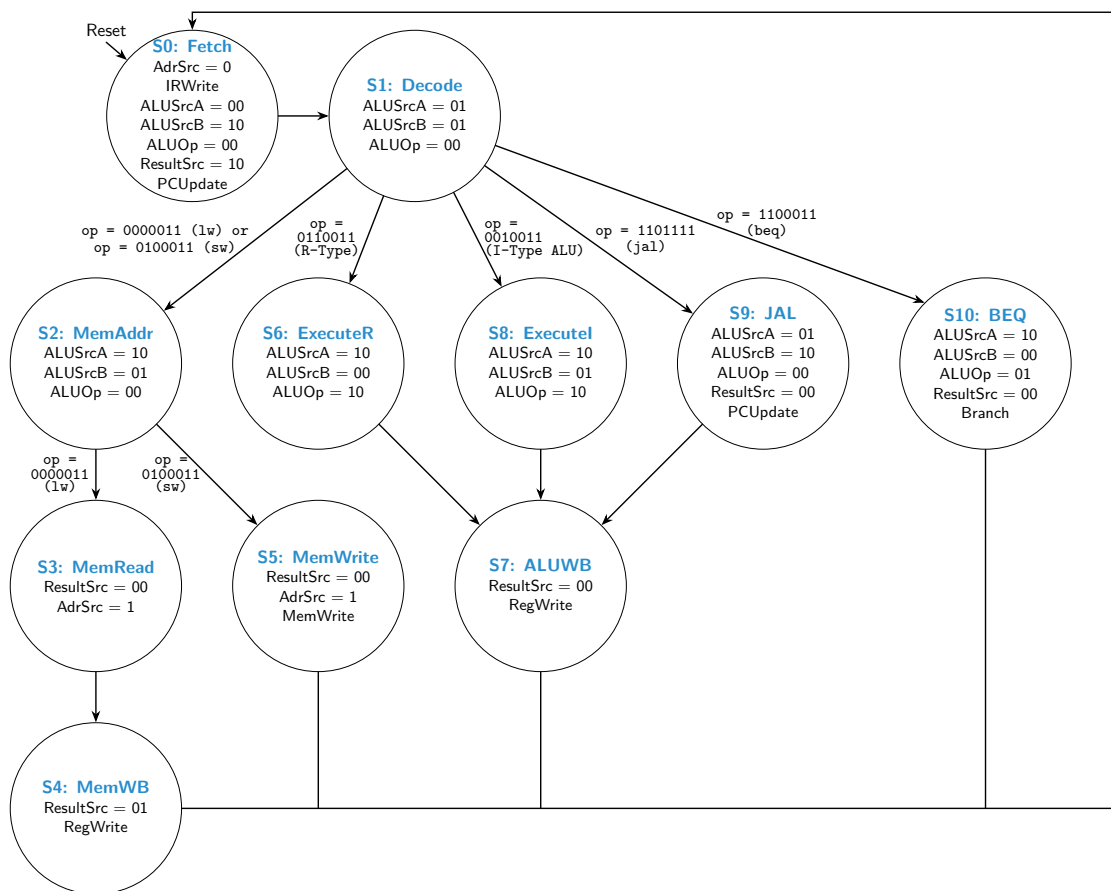 Reset
S0: Fetch
AdrSrc = 0
IRWrite
ALUSrcA = 00
ALUSrcB = 10
ALUOp = 00
ResultSrc = 10
PCUpdate
S1: Decode
ALUSrcA = 01
ALUSrcB = 01
ALUOp = 00
op = 0000011 (lw) or
op = 0100011 (sw)
op =
0110011
(R-Type)
op =
0010011
(I-Type ALU)
op = 1101111
(jal)
op = 1100011
(beq)
S2: MemAddr
ALUSrcA = 10
ALUSrcB = 01
ALUOp = 00
S6: ExecuteR
ALUSrcA = 10
ALUSrcB = 00
ALUOp = 10
S8: ExecuteI
ALUSrcA = 10
ALUSrcB = 01
ALUOp = 10
S9: JAL
ALUSrcA = 01
ALUSrcB = 10
ALUOp = 00
ResultSrc = 00
PCUpdate
S10: BEQ
ALUSrcA = 10
ALUSrcB = 00
ALUOp = 01
ResultSrc = 00
Branch
op =
0000011
(lw)
op =
0100011
(sw)
S3: MemRead
ResultSrc = 00
AdrSrc = 1
S5: MemWrite
ResultSrc = 00
AdrSrc = 1
MemWrite
S7: ALUWB
ResultSrc = 00
RegWrite
S4: MemWB
ResultSrc = 01
RegWrite